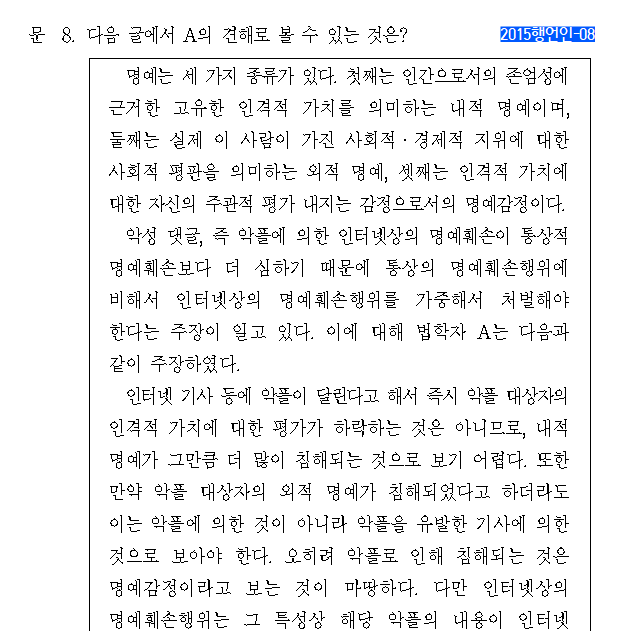 문 8. 다음 글에서 A의 견해로 볼 수 있는 것은? 2015행언인-08
명예는 세 가지 종류가 있다. 첫째는 인간으로서의 존엄성에
근거한 고유한 인격적 가치를 의미하는 내적 명예이며,
둘째는 실제 이 사람이 가진 사회적·경제적 지위에 대한
사회적 평판을 의미하는 외적 명예, 셋째는 인격적 가치에
대한 자신의 주관적 평가 내지는 감정으로서의 명예감정이다.
악성 댓글, 즉 악플에 의한 인터넷상의 명예훼손이 통상적
명예훼손보다 더 심하기 때문에 통상의 명예훼손행위에
비해서 인터넷상의 명예훼손행위를 가중해서 처벌해야
한다는 주장이 일고 있다. 이에 대해 법학자 A는 다음과
같이 주장하였다.
인터넷 기사 등에 악플이 달린다고 해서 즉시 악플 대상자의
인격적 가치에 대한 평가가 하락하는 것은 아니므로, 내적
명예가 그만큼 더 많이 침해되는 것으로 보기 어렵다. 또한
만약 악플 대상자의 외적 명예가 침해되었다고 하더라도
이는 악플에 의한 것이 아니라 악플을 유발한 기사에 의한
것으로 보아야 한다. 오히려 악플로 인해 침해되는 것은
명예감정이라고 보는 것이 마땅하다. 다만 인터넷상의
명예훼손행위는 그 특성상 해당 악플의 내용이 인터넷